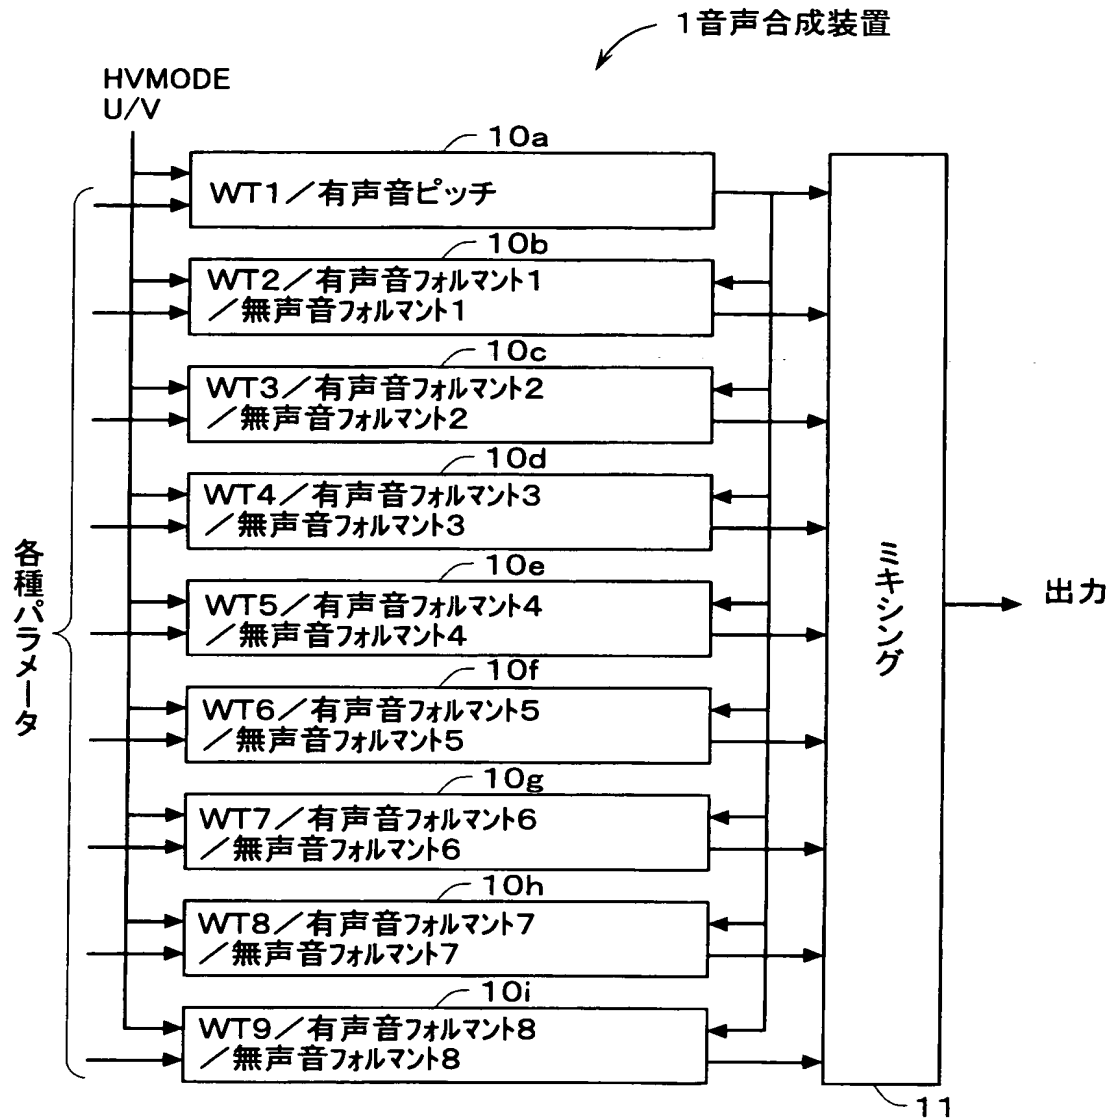 1音声合成装置
HVMODE
U/V
10a
WT1／有声音ピッチ
10b
WT2／有声音フォルマント1
／無声音フォルマント1
10c
WT3／有声音フォルマント2
／無声音フォルマント2
10d
WT4／有声音フォルマント3
／無声音フォルマント3
10e
WT5／有声音フォルマント4
／無声音フォルマント4
10f
WT6／有声音フォルマント5
／無声音フォルマント5
10g
WT7／有声音フォルマント6
／無声音フォルマント6
10h
WT8／有声音フォルマント7
／無声音フォルマント7
10i
WT9／有声音フォルマント8
／無声音フォルマント8
各種パラメータ
ミキシング
出力
11